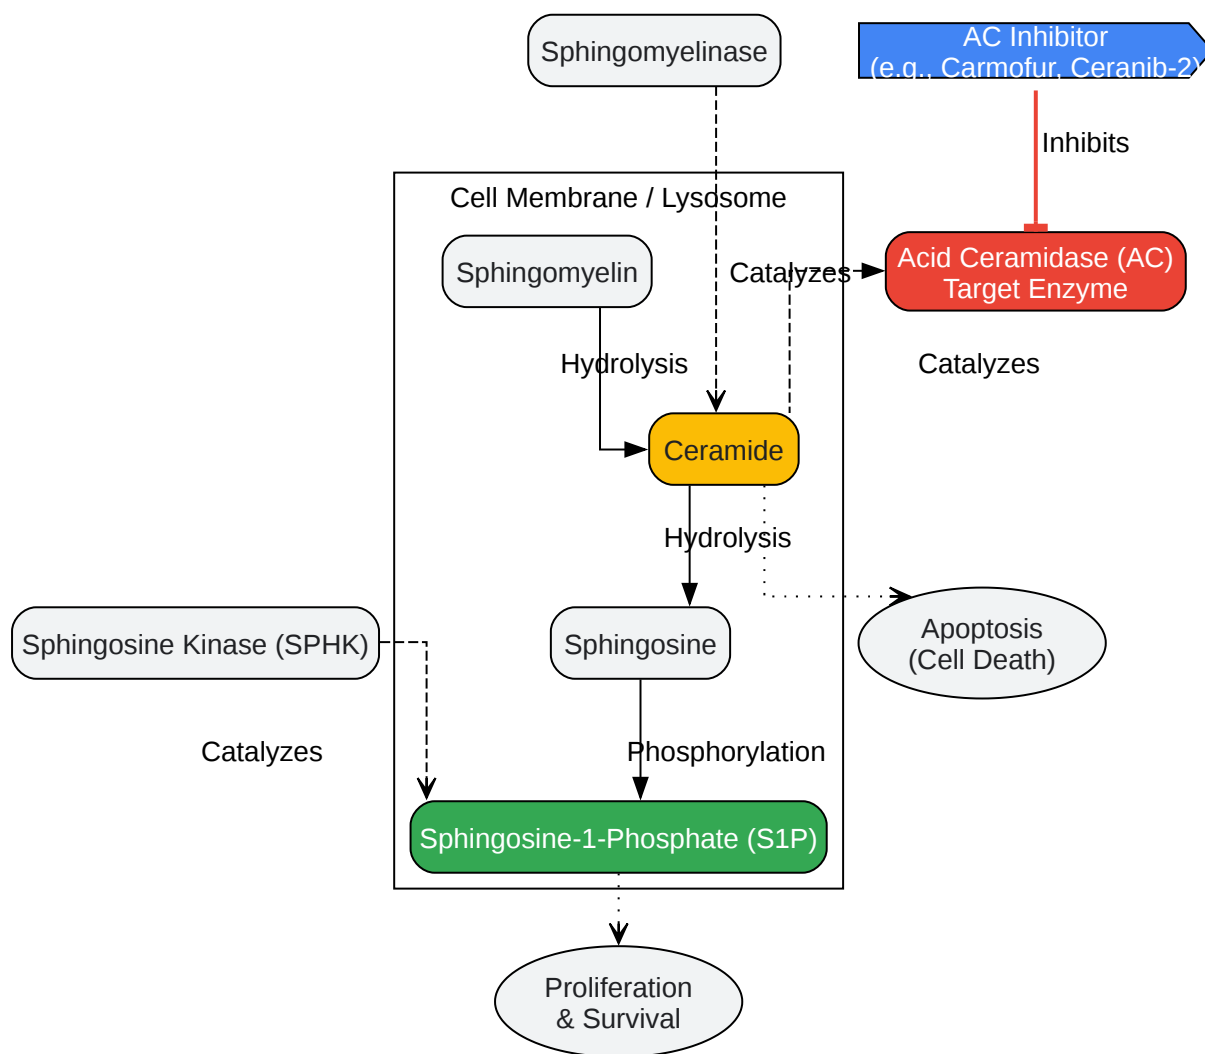 Sphingomyelinase
AC Inhibitor
(e.g., Carmofur, Ceranib-2)
Inhibits
Cell Membrane / Lysosome
Sphingomyelin
Catalyzes
Acid Ceramidase (AC)
Target Enzyme
Hydrolysis
Catalyzes
Ceramide
Hydrolysis
Sphingosine Kinase (SPHK)
Sphingosine
Apoptosis
(Cell Death)
Catalyzes
Phosphorylation
Sphingosine-1-Phosphate (S1P)
Proliferation
& Survival